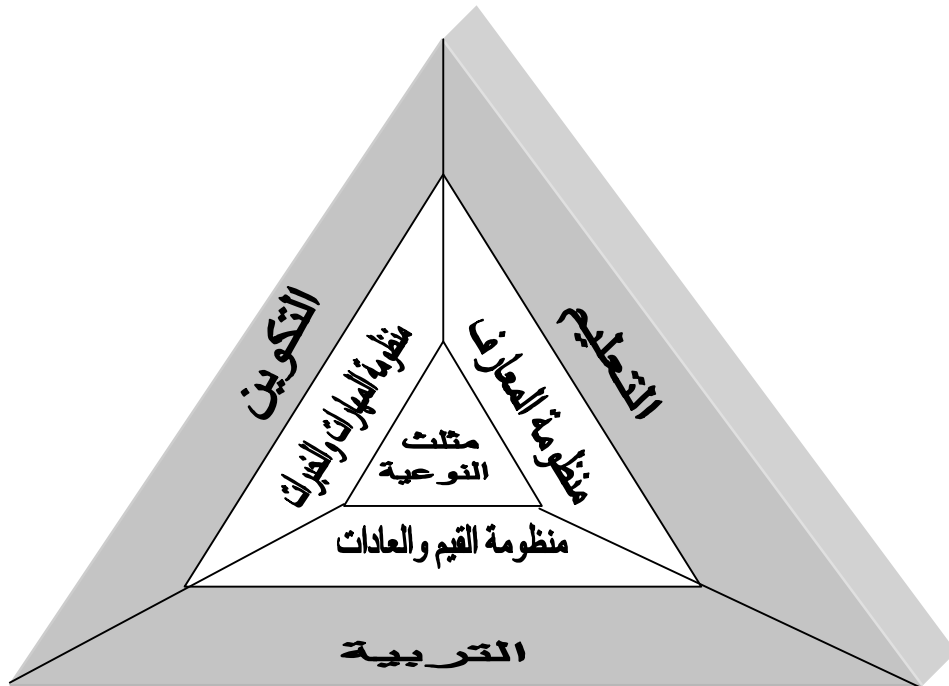 التعليم
التكوين
منظومة المعارف
منظومة المهارات والخبرات
مثلث
النوعية
منظومة القيم والعادات
التربية